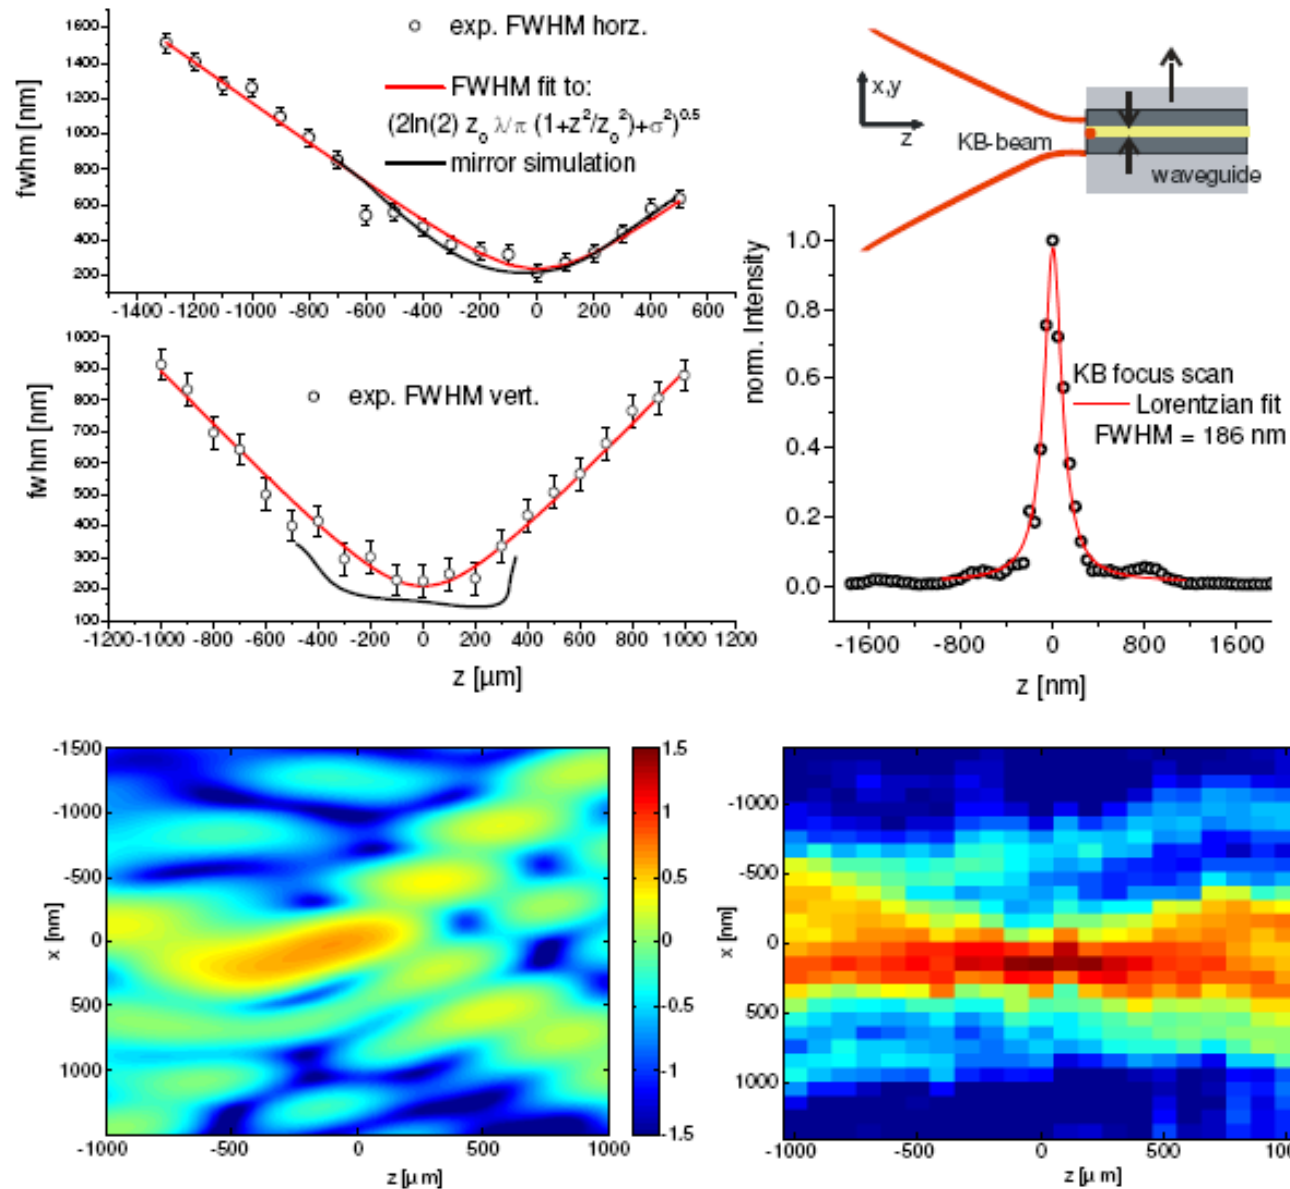 1600
1400
1200
1000
800
600
400
200
fwhm [nm]
exp. FWHM horz.
FWHM fit to:
(2ln(2) z₀ λ/π (1+z²/z₀²)+σ²)⁰·⁵
mirror simulation
-1400 -1200 -1000 -800 -600 -400 -200 0 200 400 600
x,y
z
KB-beam
waveguide
1000
900
800
700
600
500
400
300
200
100
fwhm [nm]
exp. FWHM vert.
-1200 -1000 -800 -600 -400 -200 0 200 400 600 800 1000 1200
z [µm]
1.0
0.8
0.6
0.4
0.2
0.0
norm. Intensity
KB focus scan
Lorentzian fit
FWHM = 186 nm
-1600 -800 0 800 1600
z [nm]
-1500
-1000
-500
0
500
1000
x [nm]
-1000 -500 0 500 1000
z [µm]
1.5
1
0.5
0
-0.5
-1
-1.5
-1000
-500
0
500
1000
x [nm]
-1000 -500 0 500
z [µm]